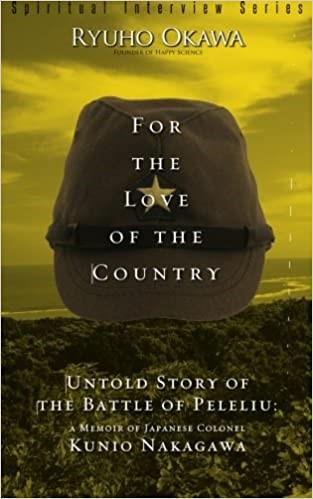 Spiritual Interview Series
RYUHO OKAWA
FOUNDER OF HAPPY SCIENCE
FOR
THE
LOVE
OF THE
COUNTRY
UNTOLD STORY OF
THE BATTLE OF PELELIU:
A MEMOIR OF JAPANESE COLONEL
KUNIO NAKAGAWA